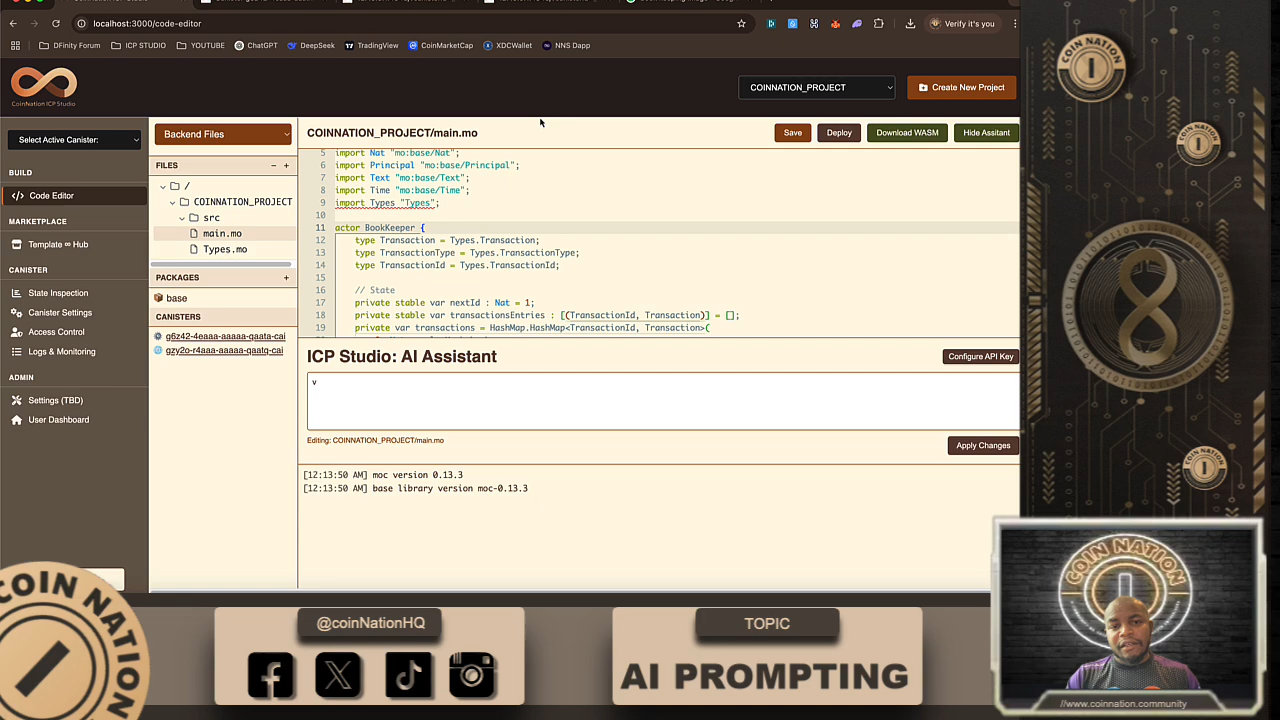 localhost:3000/code-editor
Verify it's you
DFinity Forum
ICP STUDIO
YOUTUBE
ChatGPT
DeepSeek
TradingView
CoinMarketCap
XDCWallet
NNS Dapp
CoinNation ICP Studio
COINNATION_PROJECT
Create New Project
Select Active Canister:
BUILD
Code Editor
MARKETPLACE
Template ∞ Hub
CANISTER
State Inspection
Canister Settings
Access Control
Logs & Monitoring
ADMIN
Settings (TBD)
User Dashboard
Backend Files
FILES
/
COINNATION_PROJECT
src
main.mo
Types.mo
PACKAGES
base
CANISTERS
g6z42-4eaaa-aaaaa-qaata-cai
gzy2o-r4aaa-aaaaa-qaatq-cai
COINNATION_PROJECT/main.mo
Save
Deploy
Download WASM
Hide Assitant
5 import Nat "mo:base/Nat";
6 import Principal "mo:base/Principal";
7 import Text "mo:base/Text";
8 import Time "mo:base/Time";
9 import Types "Types";
10
11 actor BookKeeper {
12 type Transaction = Types.Transaction;
13 type TransactionType = Types.TransactionType;
14 type TransactionId = Types.TransactionId;
15
16 // State
17 private stable var nextId : Nat = 1;
18 private stable var transactionsEntries : [(TransactionId, Transaction)] = [];
19 private var transactions = HashMap.HashMap<TransactionId, Transaction>(
ICP Studio: AI Assistant
Configure API Key
v
Editing: COINNATION_PROJECT/main.mo
Apply Changes
[12:13:50 AM] moc version 0.13.3
[12:13:50 AM] base library version moc-0.13.3
COIN NATION
COIN NATION
COIN NATION
COIN NATION
COIN NATION
@coinNationHQ
TOPIC
AI PROMPTING
//www.coinnation.community